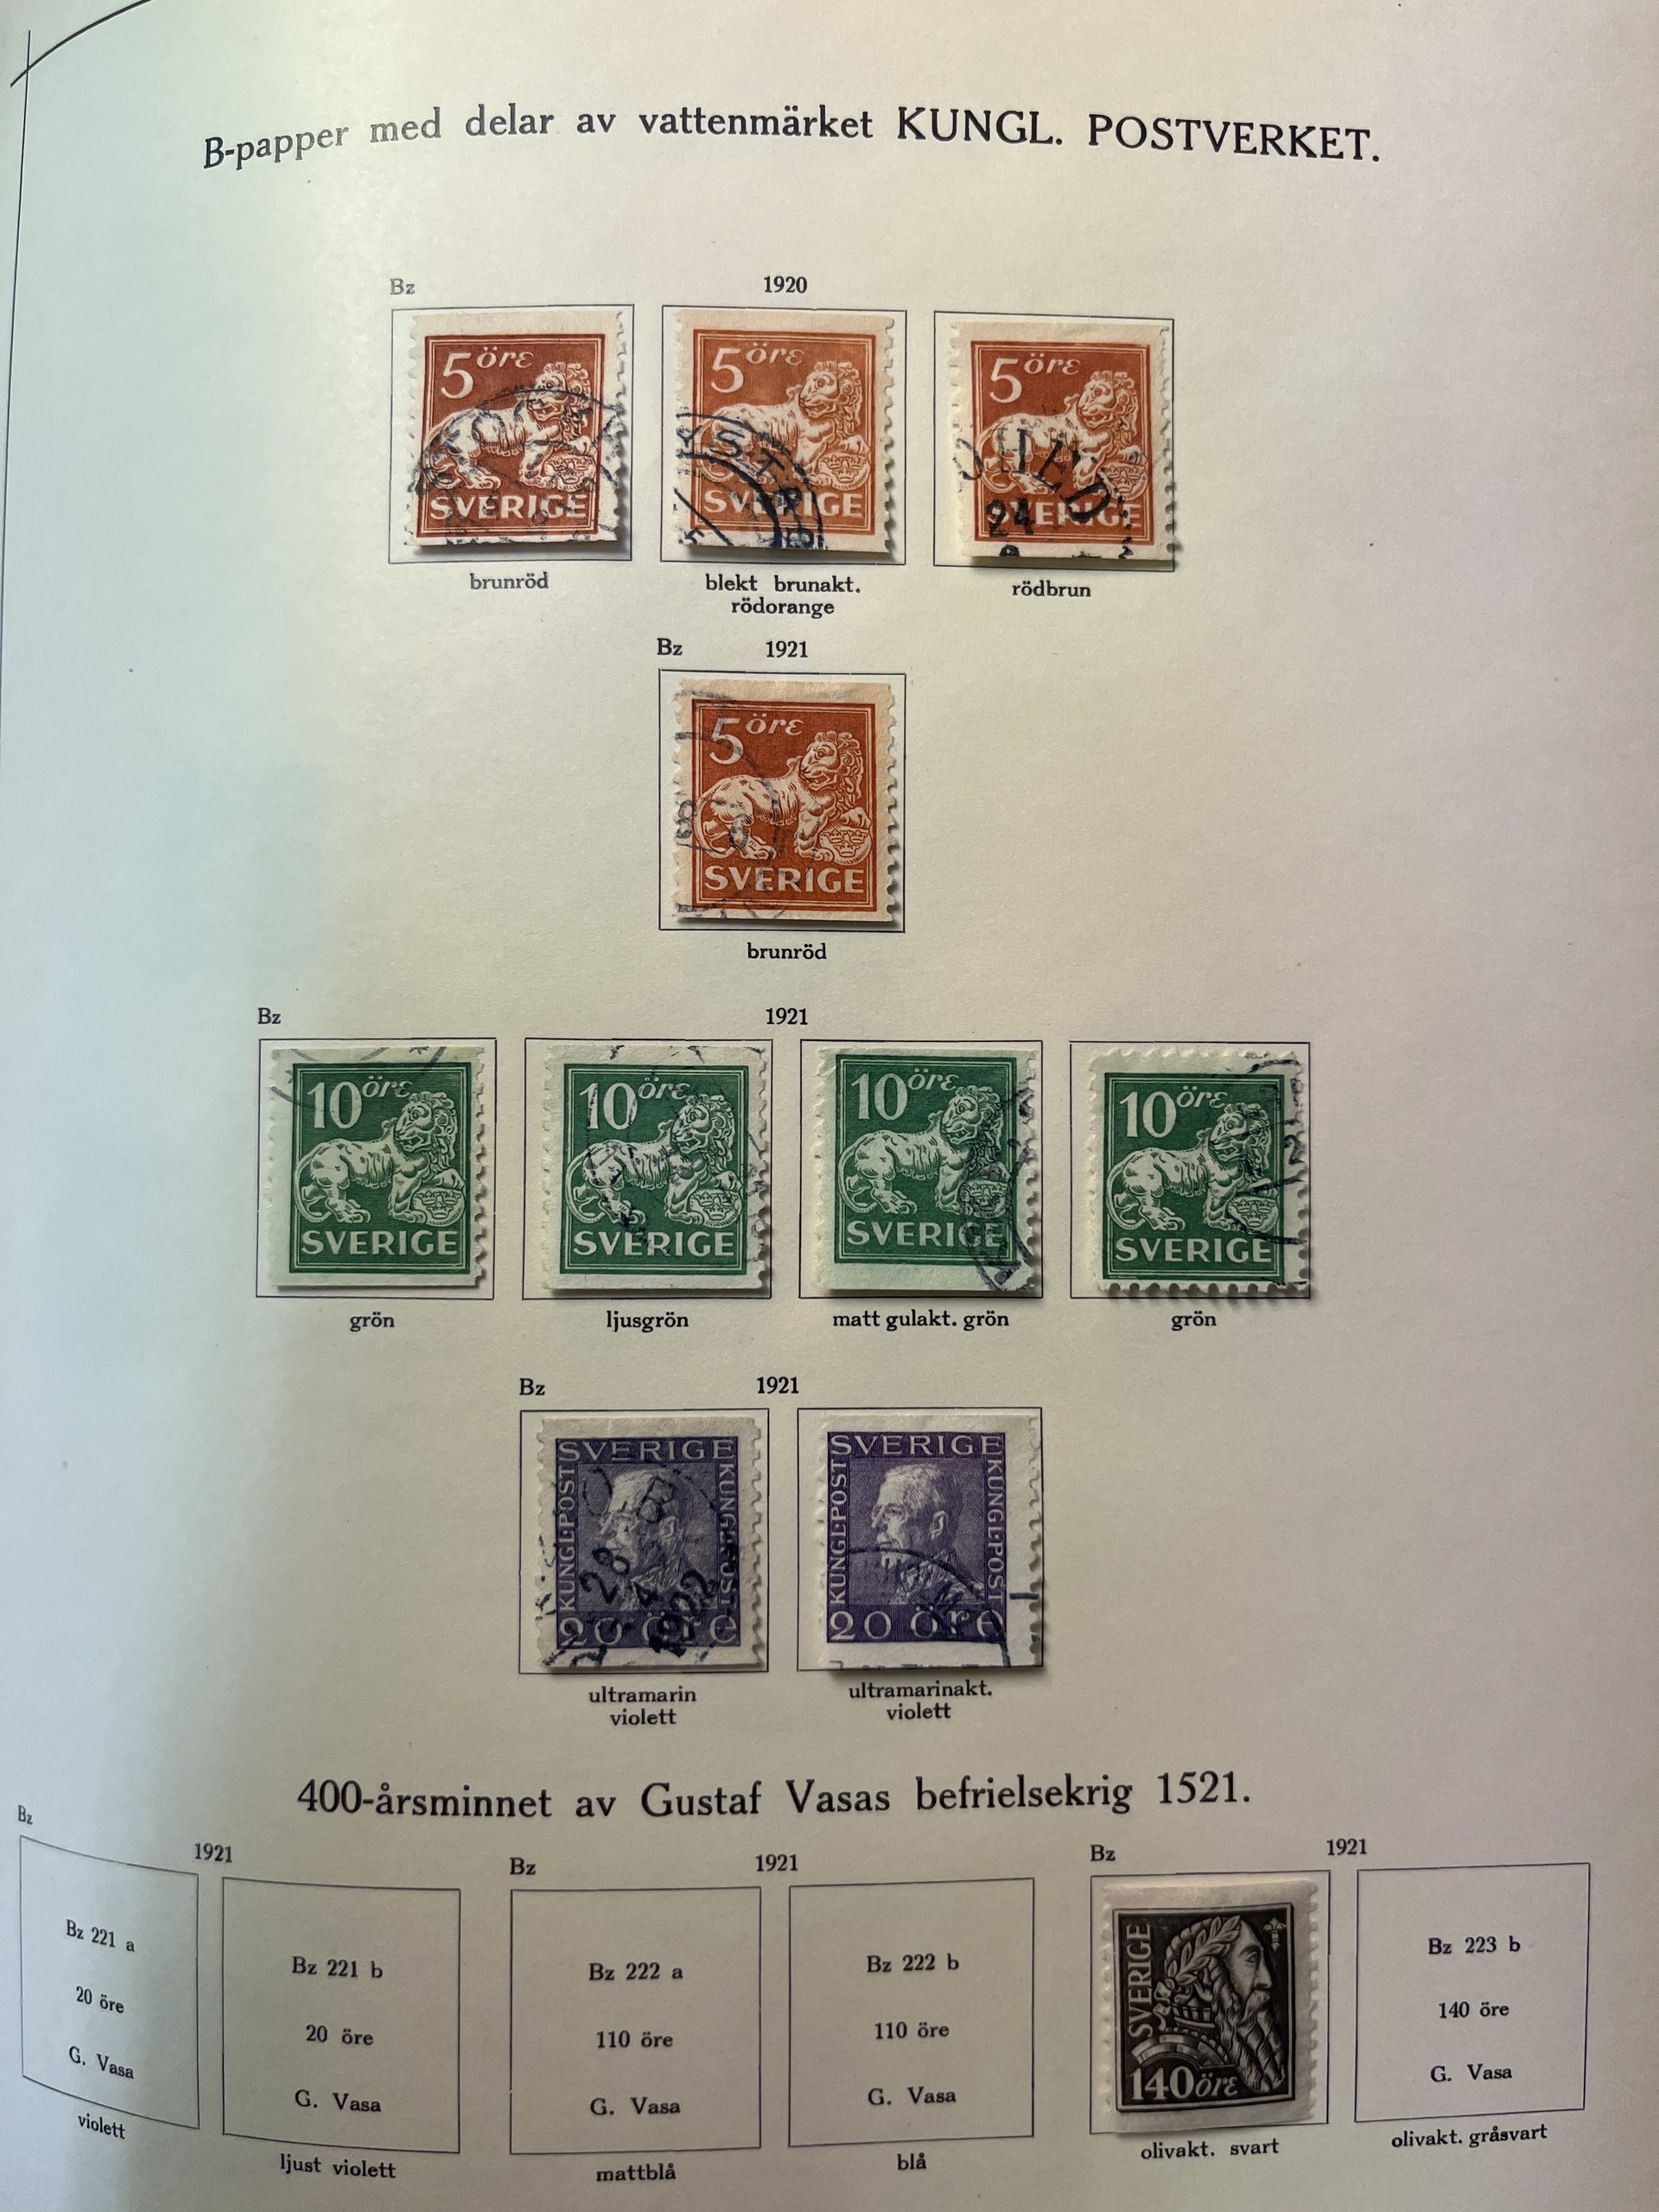 B-papper med delar av vattenmärket KUNGL. POSTVERKET.
Bz 1920
5 öre
SVERIGE
5 öre
STA
SVERIGE
5 öre
HED
24
SVERIGE
brunröd
blekt brunakt.
rödorange
rödbrun
Bz 1921
5 öre
SVERIGE
brunröd
Bz 1921
10 öre
SVERIGE
10 öre
SVERIGE
10 öre
SVERIGE
10 öre
SVERIGE
grön
ljusgrön
matt gulakt. grön
grön
Bz 1921
SVERIGE
KUNGL:POST
KUNGL:POST
28
4
1922
20 öre
SVERIGE
KUNGL:POST
KUNGL:POST
20 öre
ultramarin
violett
ultramarinakt.
violett
400-årsminnet av Gustaf Vasas befrielsekrig 1521.
Bz 1921
Bz 221 a
20 öre
G. Vasa
violett
Bz 221 b
20 öre
G. Vasa
ljust violett
Bz 1921
Bz 222 a
110 öre
G. Vasa
mattblå
Bz 222 b
110 öre
G. Vasa
blå
Bz 1921
SVERIGE
140 öre
olivakt. svart
Bz 223 b
140 öre
G. Vasa
olivakt. gråsvart